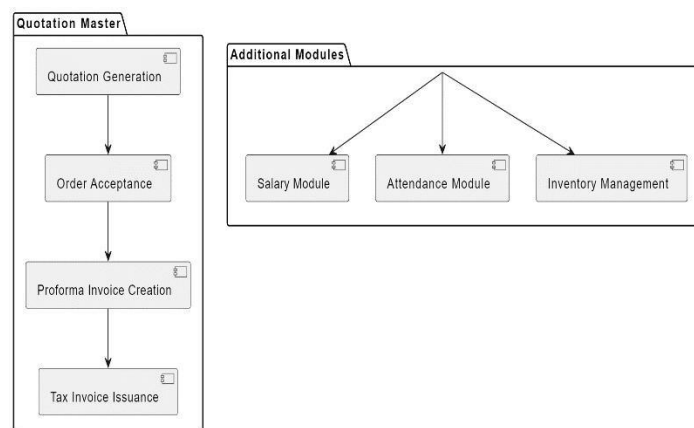 Quotation Master
Quotation Generation
Order Acceptance
Proforma Invoice Creation
Tax Invoice Issuance
Additional Modules
Salary Module
Attendance Module
Inventory Management